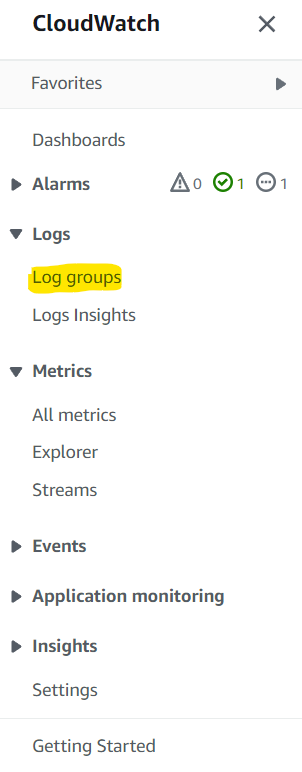 CloudWatch
Favorites
Dashboards
Alarms 0 1 1
Logs
Log groups
Logs Insights
Metrics
All metrics
Explorer
Streams
Events
Application monitoring
Insights
Settings
Getting Started